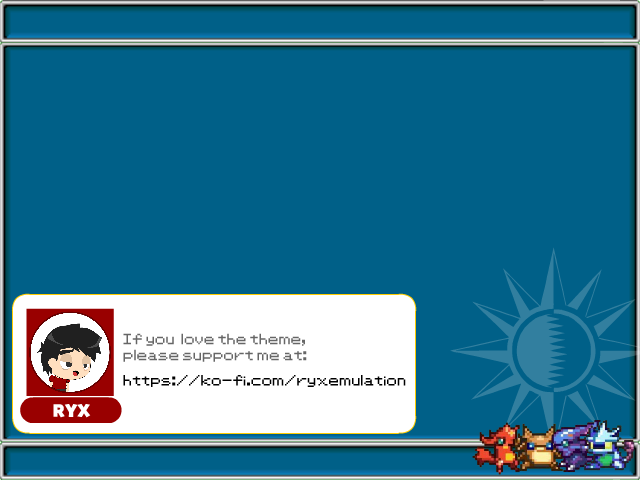 If you love the theme,
please support me at:
https://ko-fi.com/ryxemulation
RYX